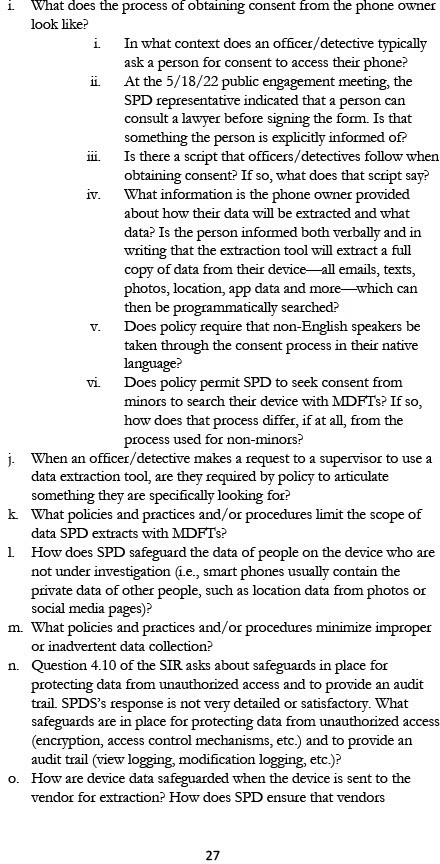 i. What does the process of obtaining consent from the phone owner
look like?
i. In what context does an officer/detective typically
ask a person for consent to access their phone?
ii. At the 5/18/22 public engagement meeting, the
SPD representative indicated that a person can
consult a lawyer before signing the form. Is that
something the person is explicitly informed of?
iii. Is there a script that officers/detectives follow when
obtaining consent? If so, what does that script say?
iv. What information is the phone owner provided
about how their data will be extracted and what
data? Is the person informed both verbally and in
writing that the extraction tool will extract a full
copy of data from their device—all emails, texts,
photos, location, app data and more—which can
then be programmatically searched?
v. Does policy require that non-English speakers be
taken through the consent process in their native
language?
vi. Does policy permit SPD to seek consent from
minors to search their device with MDFTs? If so,
how does that process differ, if at all, from the
process used for non-minors?
j. When an officer/detective makes a request to a supervisor to use a
data extraction tool, are they required by policy to articulate
something they are specifically looking for?
k. What policies and practices and/or procedures limit the scope of
data SPD extracts with MDFTs?
l. How does SPD safeguard the data of people on the device who are
not under investigation (i.e., smart phones usually contain the
private data of other people, such as location data from photos or
social media pages)?
m. What policies and practices and/or procedures minimize improper
or inadvertent data collection?
n. Question 4.10 of the SIR asks about safeguards in place for
protecting data from unauthorized access and to provide an audit
trail. SPDS's response is not very detailed or satisfactory. What
safeguards are in place for protecting data from unauthorized access
(encryption, access control mechanisms, etc.) and to provide an
audit trail (view logging, modification logging, etc.)?
o. How are device data safeguarded when the device is sent to the
vendor for extraction? How does SPD ensure that vendors
27